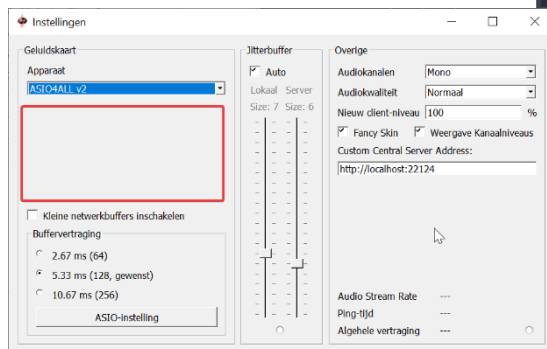 Instellingen
Geluidskaart
Apparaat
ASIO4ALL v2
Kleine netwerkbuffers inschakelen
Buffervertraging
2.67 ms (64)
5.33 ms (128, gewenst)
10.67 ms (256)
ASIO-instelling
Jitterbuffer
Auto
Lokaal Server
Size: 7 Size: 6
Overige
Audiokanalen Mono
Audiokwaliteit Normaal
Nieuw client-niveau 100 %
Fancy Skin Weergave Kanaalniveaus
Custom Central Server Address:
http://localhost:22124
Audio Stream Rate ---
Ping-tijd ---
Algehele vertraging ---